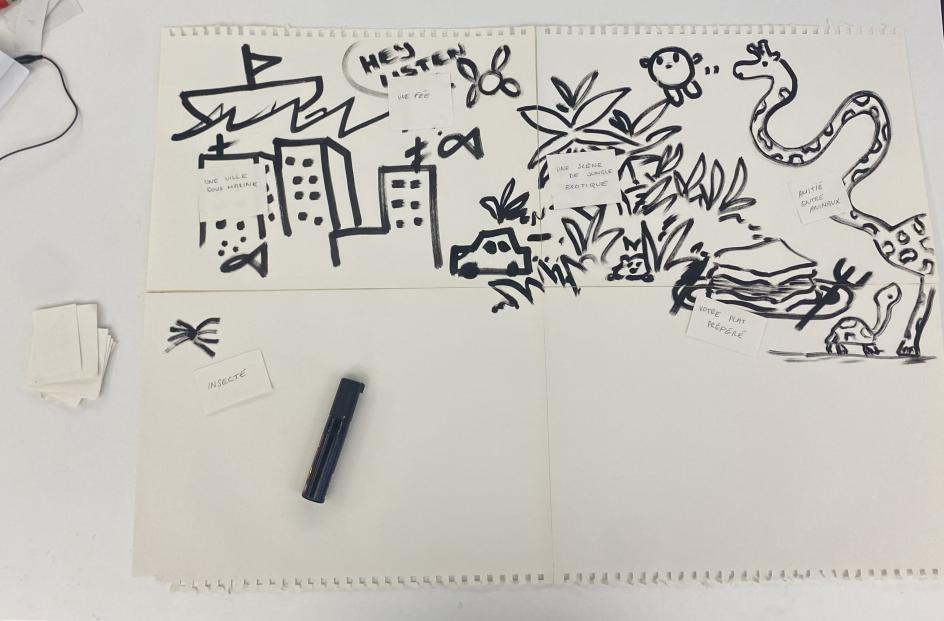 HEY
LISTEN
UNE FÉE
UNE VILLE
SOUS MARINE
UNE SCÈNE
DE JUNGLE
EXOTIQUE
AMITIÉ
ENTRE
ANIMAUX
VOTRE PLAT
PRÉFÉRÉ
INSECTE